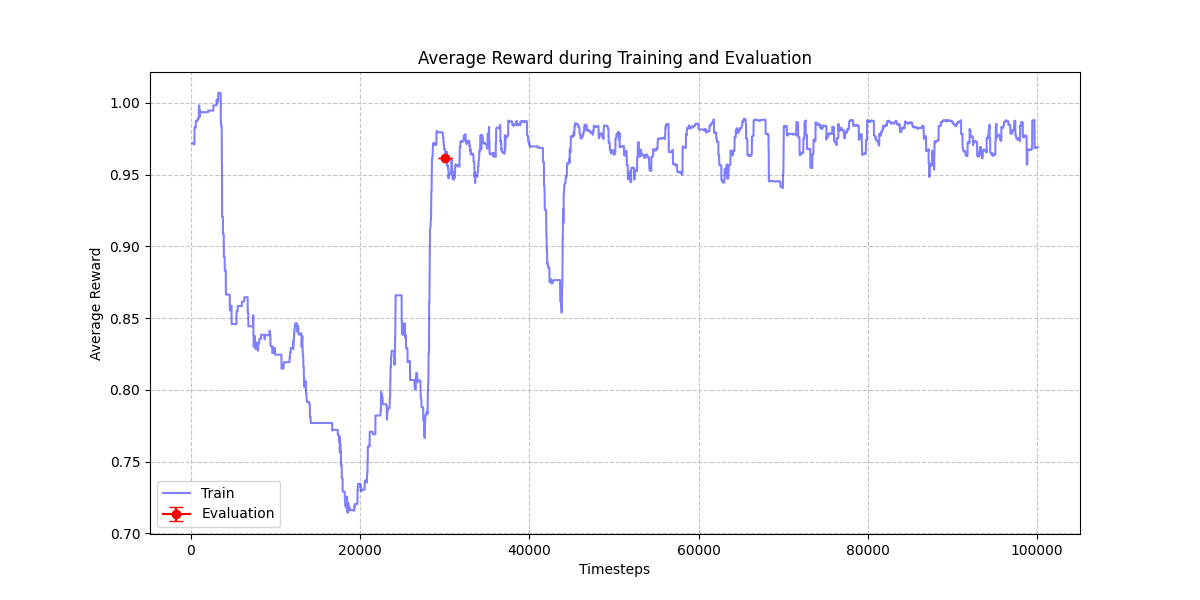 Average Reward during Training and Evaluation
1.00
0.95
0.90
0.85
0.80
0.75
0.70
Average Reward
Train
Evaluation
0
20000
40000
60000
80000
100000
Timesteps